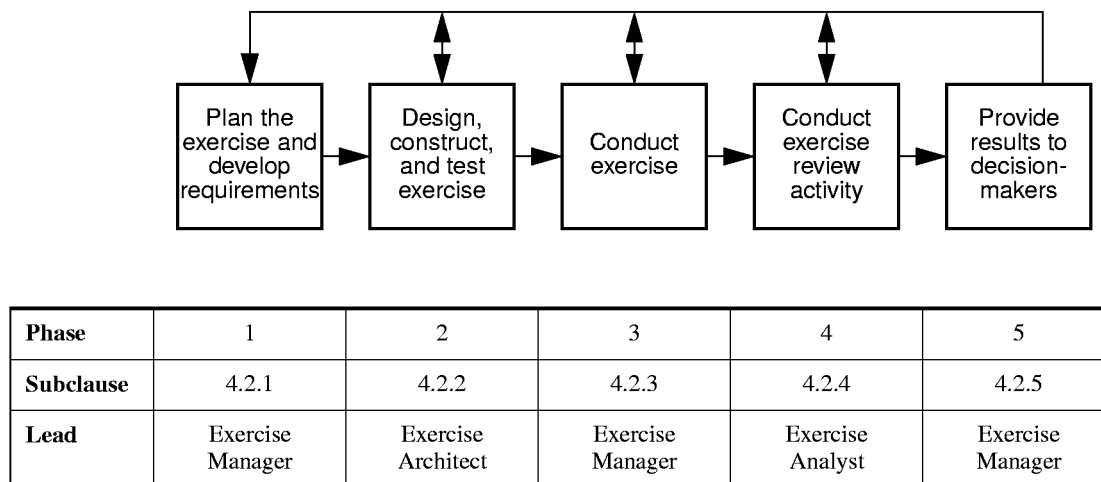 Plan the
exercise and
develop
requirements
Design,
construct,
and test
exercise
Conduct
exercise
Conduct
exercise
review
activity
Provide
results to
decision-
makers
Phase 1 2 3 4 5
Subclause 4.2.1 4.2.2 4.2.3 4.2.4 4.2.5
Lead Exercise Exercise Exercise Exercise Exercise
Manager Architect Manager Analyst Manager